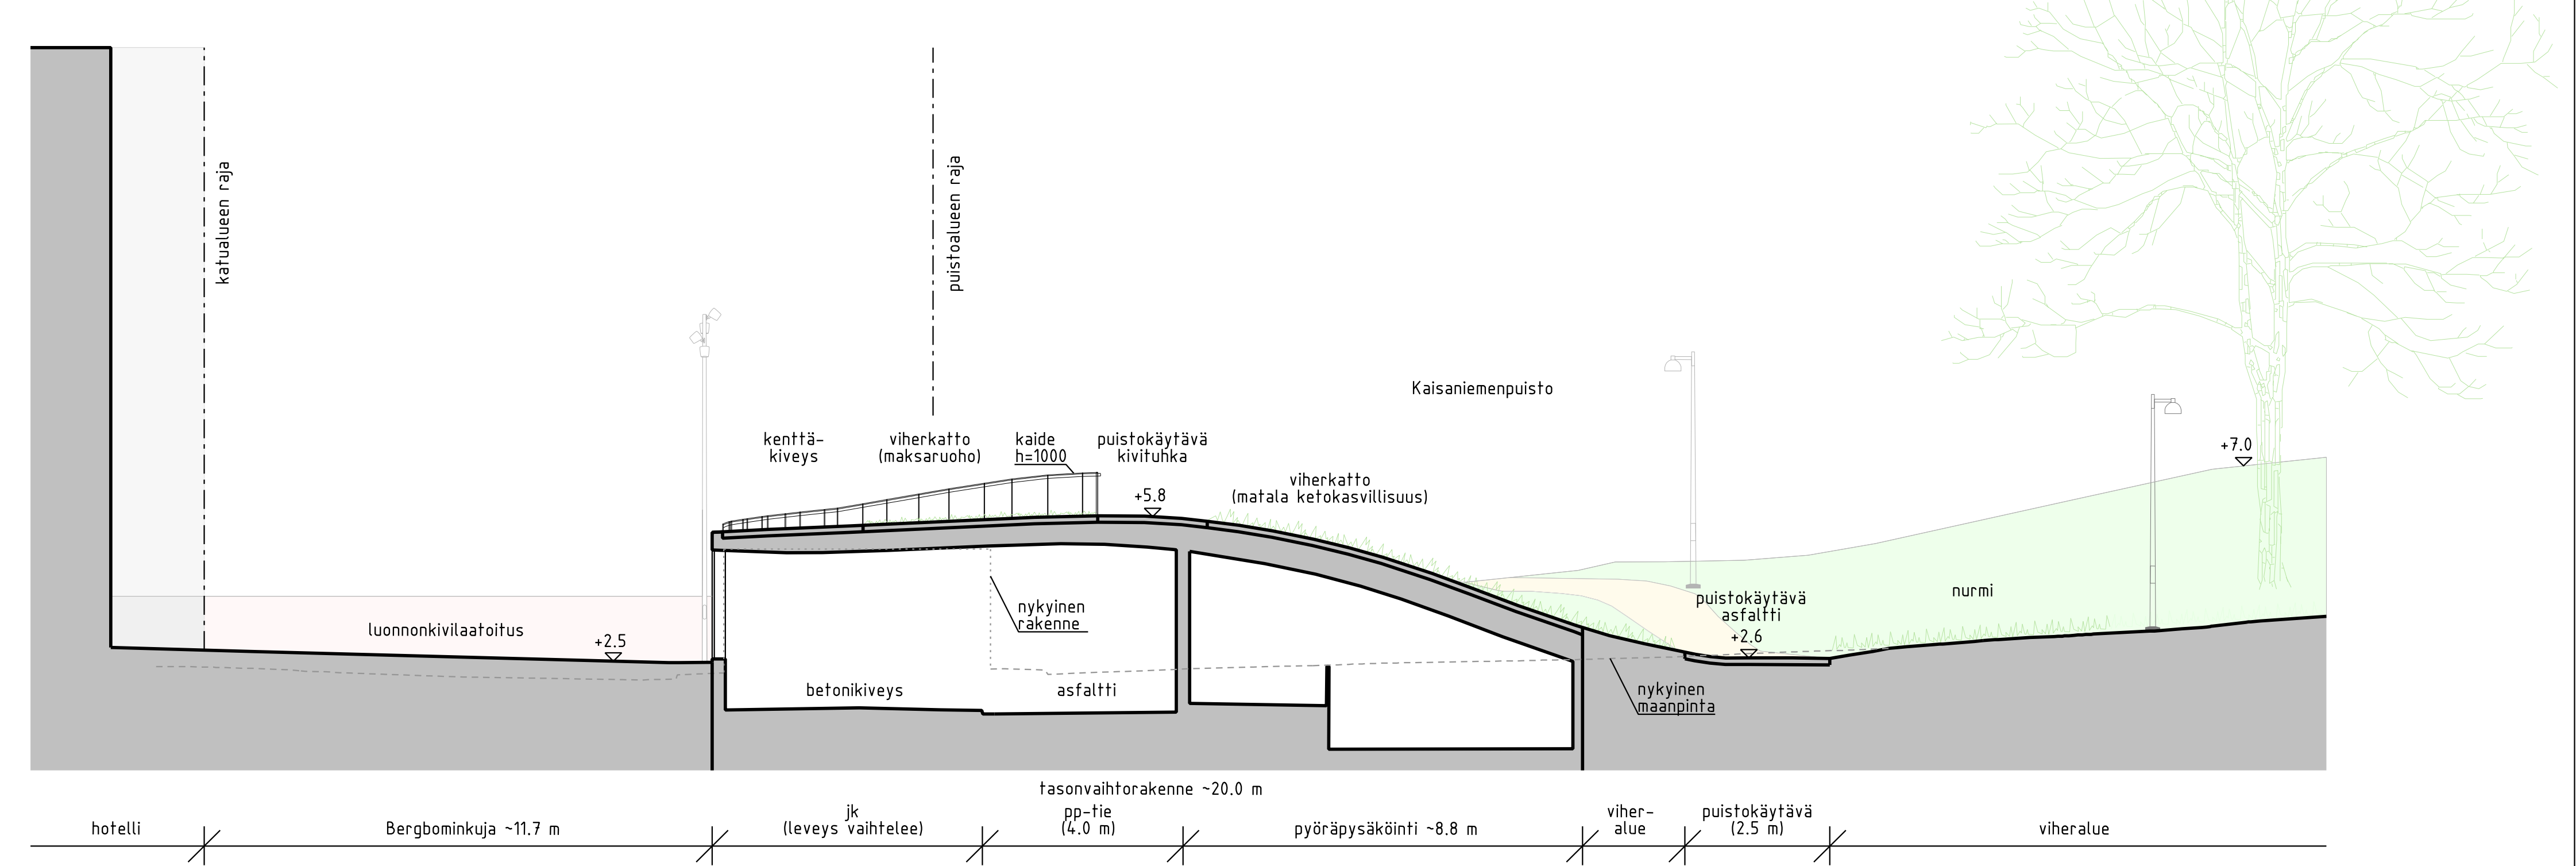 katualueen raja
puistoalueen raja
Kaisaniemenpuisto
kenttä-
kiveys
viherkatto
(maksaruoho)
kaide
h=1000
puistokäytävä
kivituhka
+7.0
viherkatto
(matala ketokasvillisuus)
+5.8
nurmi
puistokäytävä
asfaltti
+2.6
nykyinen
rakenne
luonnonkivilaatoitus
+2.5
betonikiveys
asfaltti
nykyinen
maanpinta
tasonvaihtorakenne ~20.0 m
hotelli
Bergbominkuja ~11.7 m
jk
(leveys vaihtelee)
pp-tie
(4.0 m)
pyöräpysäköinti ~8.8 m
viher-
alue
puistokäytävä
(2.5 m)
viheralue